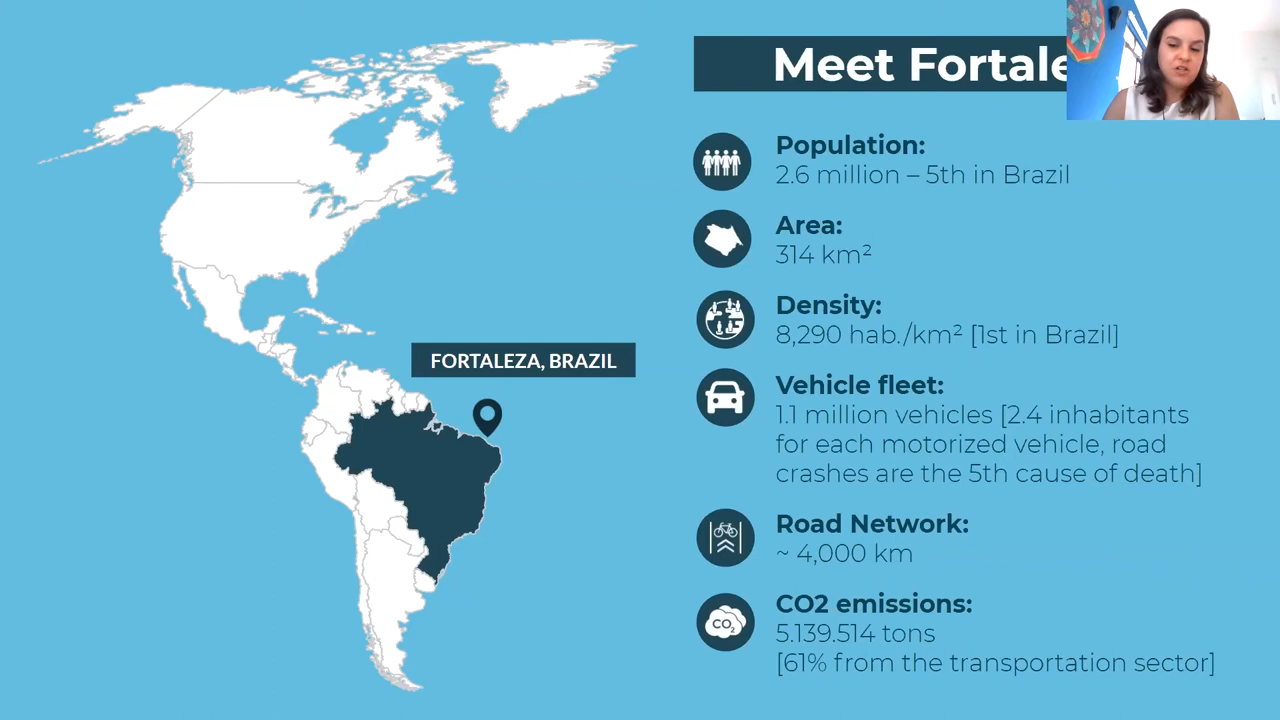 Meet Fortale
Population:
2.6 million – 5th in Brazil
Area:
314 km²
Density:
8,290 hab./km² [1st in Brazil]
FORTALEZA, BRAZIL
Vehicle fleet:
1.1 million vehicles [2.4 inhabitants
for each motorized vehicle, road
crashes are the 5th cause of death]
Road Network:
~ 4,000 km
CO2 emissions:
CO₂
5.139.514 tons
[61% from the transportation sector]